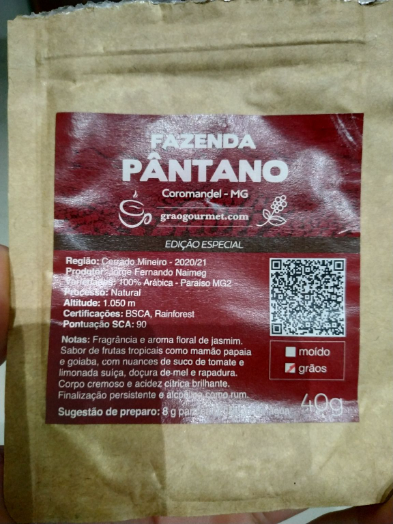 FAZENDA
PÂNTANO
Coromandel - MG
graogourmet.com
EDIÇÃO ESPECIAL
Região: Cerrado Mineiro - 2020/21
Produtor: Jorge Fernando Naimeg
100% Arábica - Paraiso MG2
Processo: Natural
Altitude: 1.050 m
Certificações: BSCA, Rainforest
Pontuação SCA: 90
Notas: Fragrância e aroma floral de jasmim.
Sabor de frutas tropicais como mamão papaia
e goiaba, com nuances de suco de tomate e
limonada suíça, doçura de mel e rapadura.
Corpo cremoso e acidez cítrica brilhante.
Finalização persistente e alcoólica como rum.
Sugestão de preparo: 8 g para
moído
grãos
40g